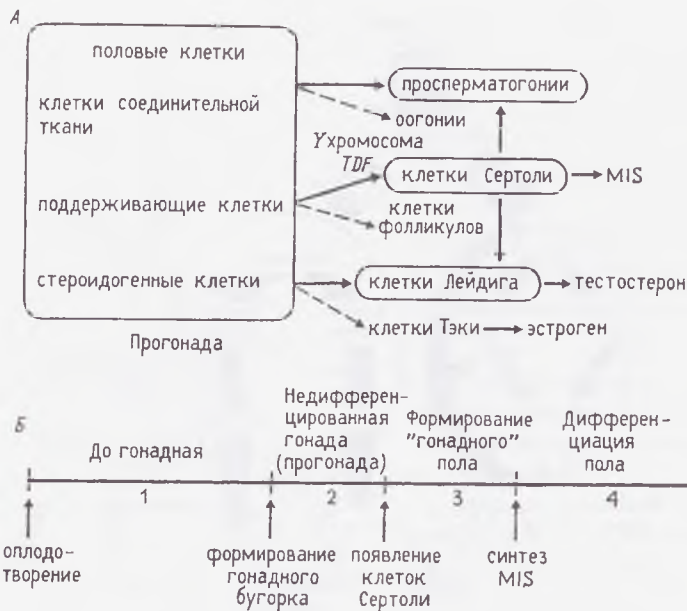 А
половые клетки
клетки соединительной
ткани
поддерживающие клетки
стероидогенные клетки
Прогонада
просперматогонии
оогонии
Yхромосома
TDF
клетки Сертоли
MIS
клетки
фолликулов
клетки Лейдига
тестостерон
клетки Тэки
эстроген
Б
До гонадная
Недифферен-
цированная
гонада
(прогонада)
Формирование
"гонадного"
пола
Дифферен-
циация
пола
1
2
3
4
оплодо-
творение
формирование
гонадного
бугорка
появление
клеток
Сертоли
синтез
MIS